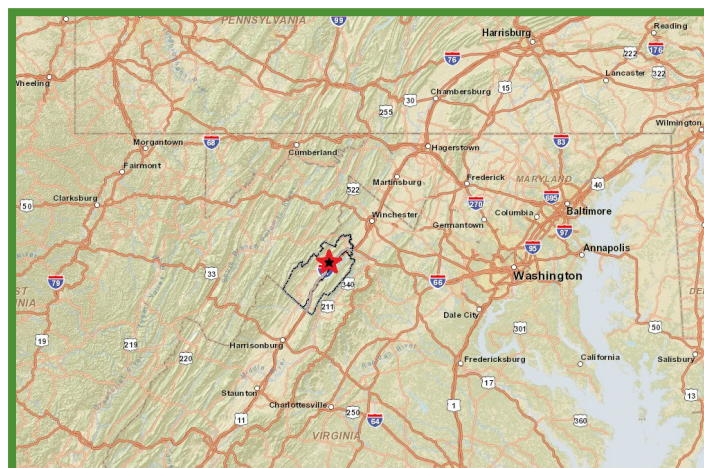 PENNSYLVANIA
99
Reading
Harrisburg
222
176
76
Wheeling
Lancaster
322
15
Chambersburg
30
255
Wilmington
Morgantown
68
Cumberland
Hagerstown
83
Fairmont
MARYLAND
Martinsburg
Frederick
522
40
Clarksburg
50
270
695
Columbia
Baltimore
Winchester
Germantown
97
95
Annapolis
33
79
340
66
Washington
211
Dale City
301
50
19
219
220
Harrisonburg
Fredericksburg
California
Salisbury
17
Staunton
13
Charlottesville
1
250
11
64
360
VIRGINIA